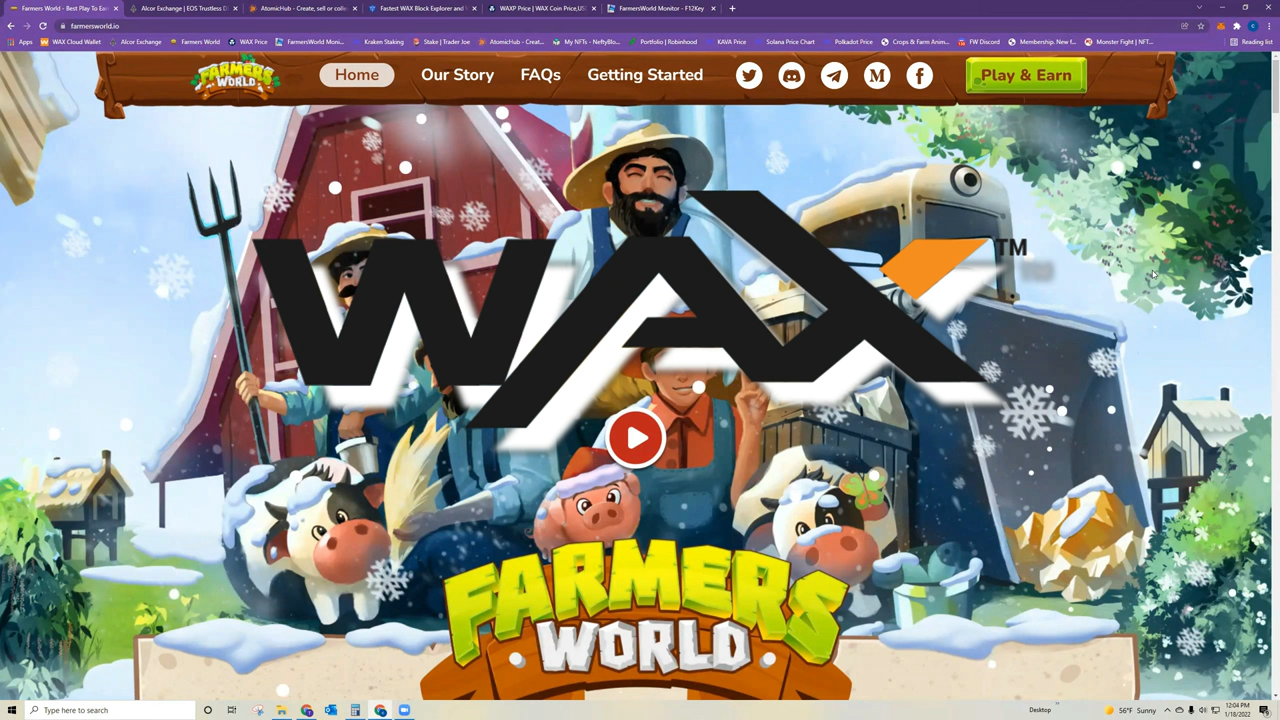 Farmers World - Best Play To Ea
Alcor Exchange | EOS Trustless D
AtomicHub - Create, sell or colle
Fastest WAX Block Explorer and
WAXP Price | WAX Coin Price,US
FarmersWorld Monitor - F12Key
farmersworld.io
Apps
WAX Cloud Wallet
Alcor Exchange
Farmers World
WAX Price
FarmersWorld Moni...
Kraken Staking
Stake | Trader Joe
AtomicHub - Creat...
My NFTs - NeftyBlo...
Portfolio | Robinhood
KAVA Price
Solana Price Chart
Polkadot Price
Crops & Farm Anim...
FW Discord
Membership. New f...
Monster Fight | NFT...
Reading list
FARMERS
WORLD
Home
Our Story
FAQs
Getting Started
Play & Earn
WAX TM
FARMERS
WORLD
Type here to search
Desktop
56°F Sunny
12:04 PM
1/18/2022